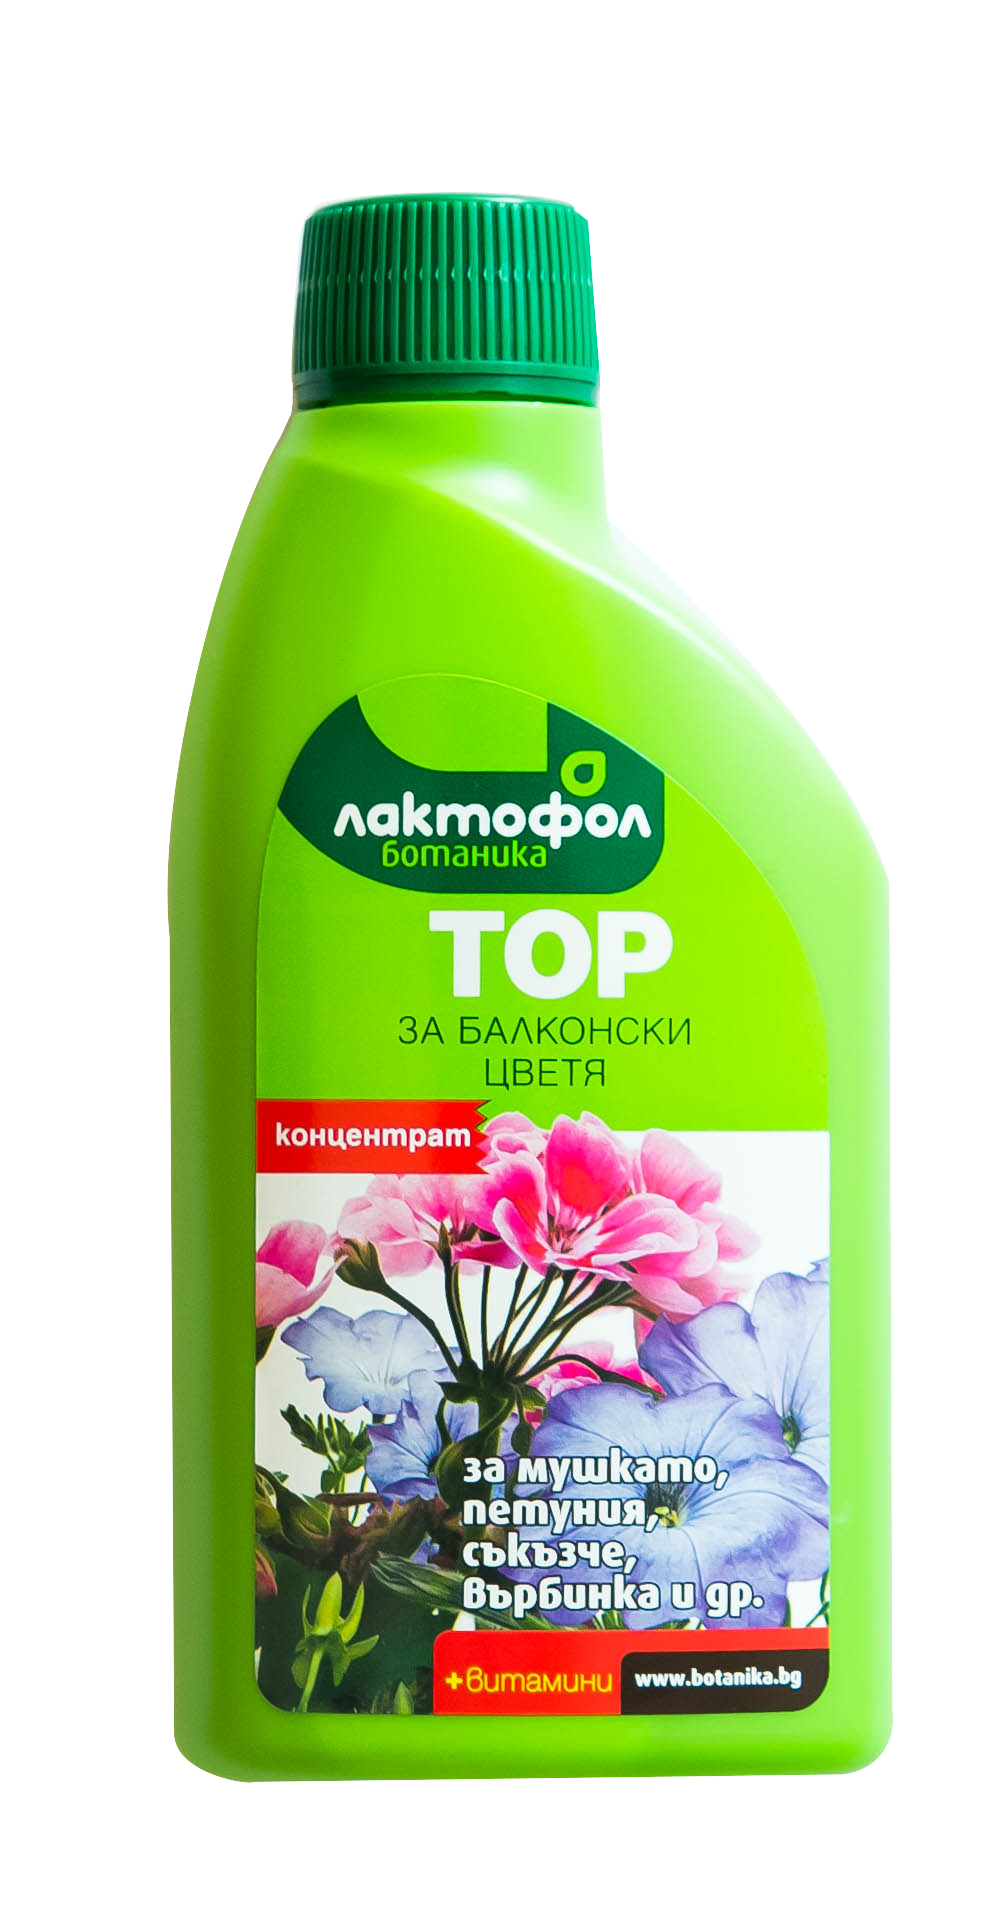 лактофол
ботаника
ТОР
ЗА БАЛКОНСКИ
ЦВЕТЯ
концентрат
за мушкато,
петуния,
съкъзче,
върбинка и др.
+витамини
www.botanika.bg